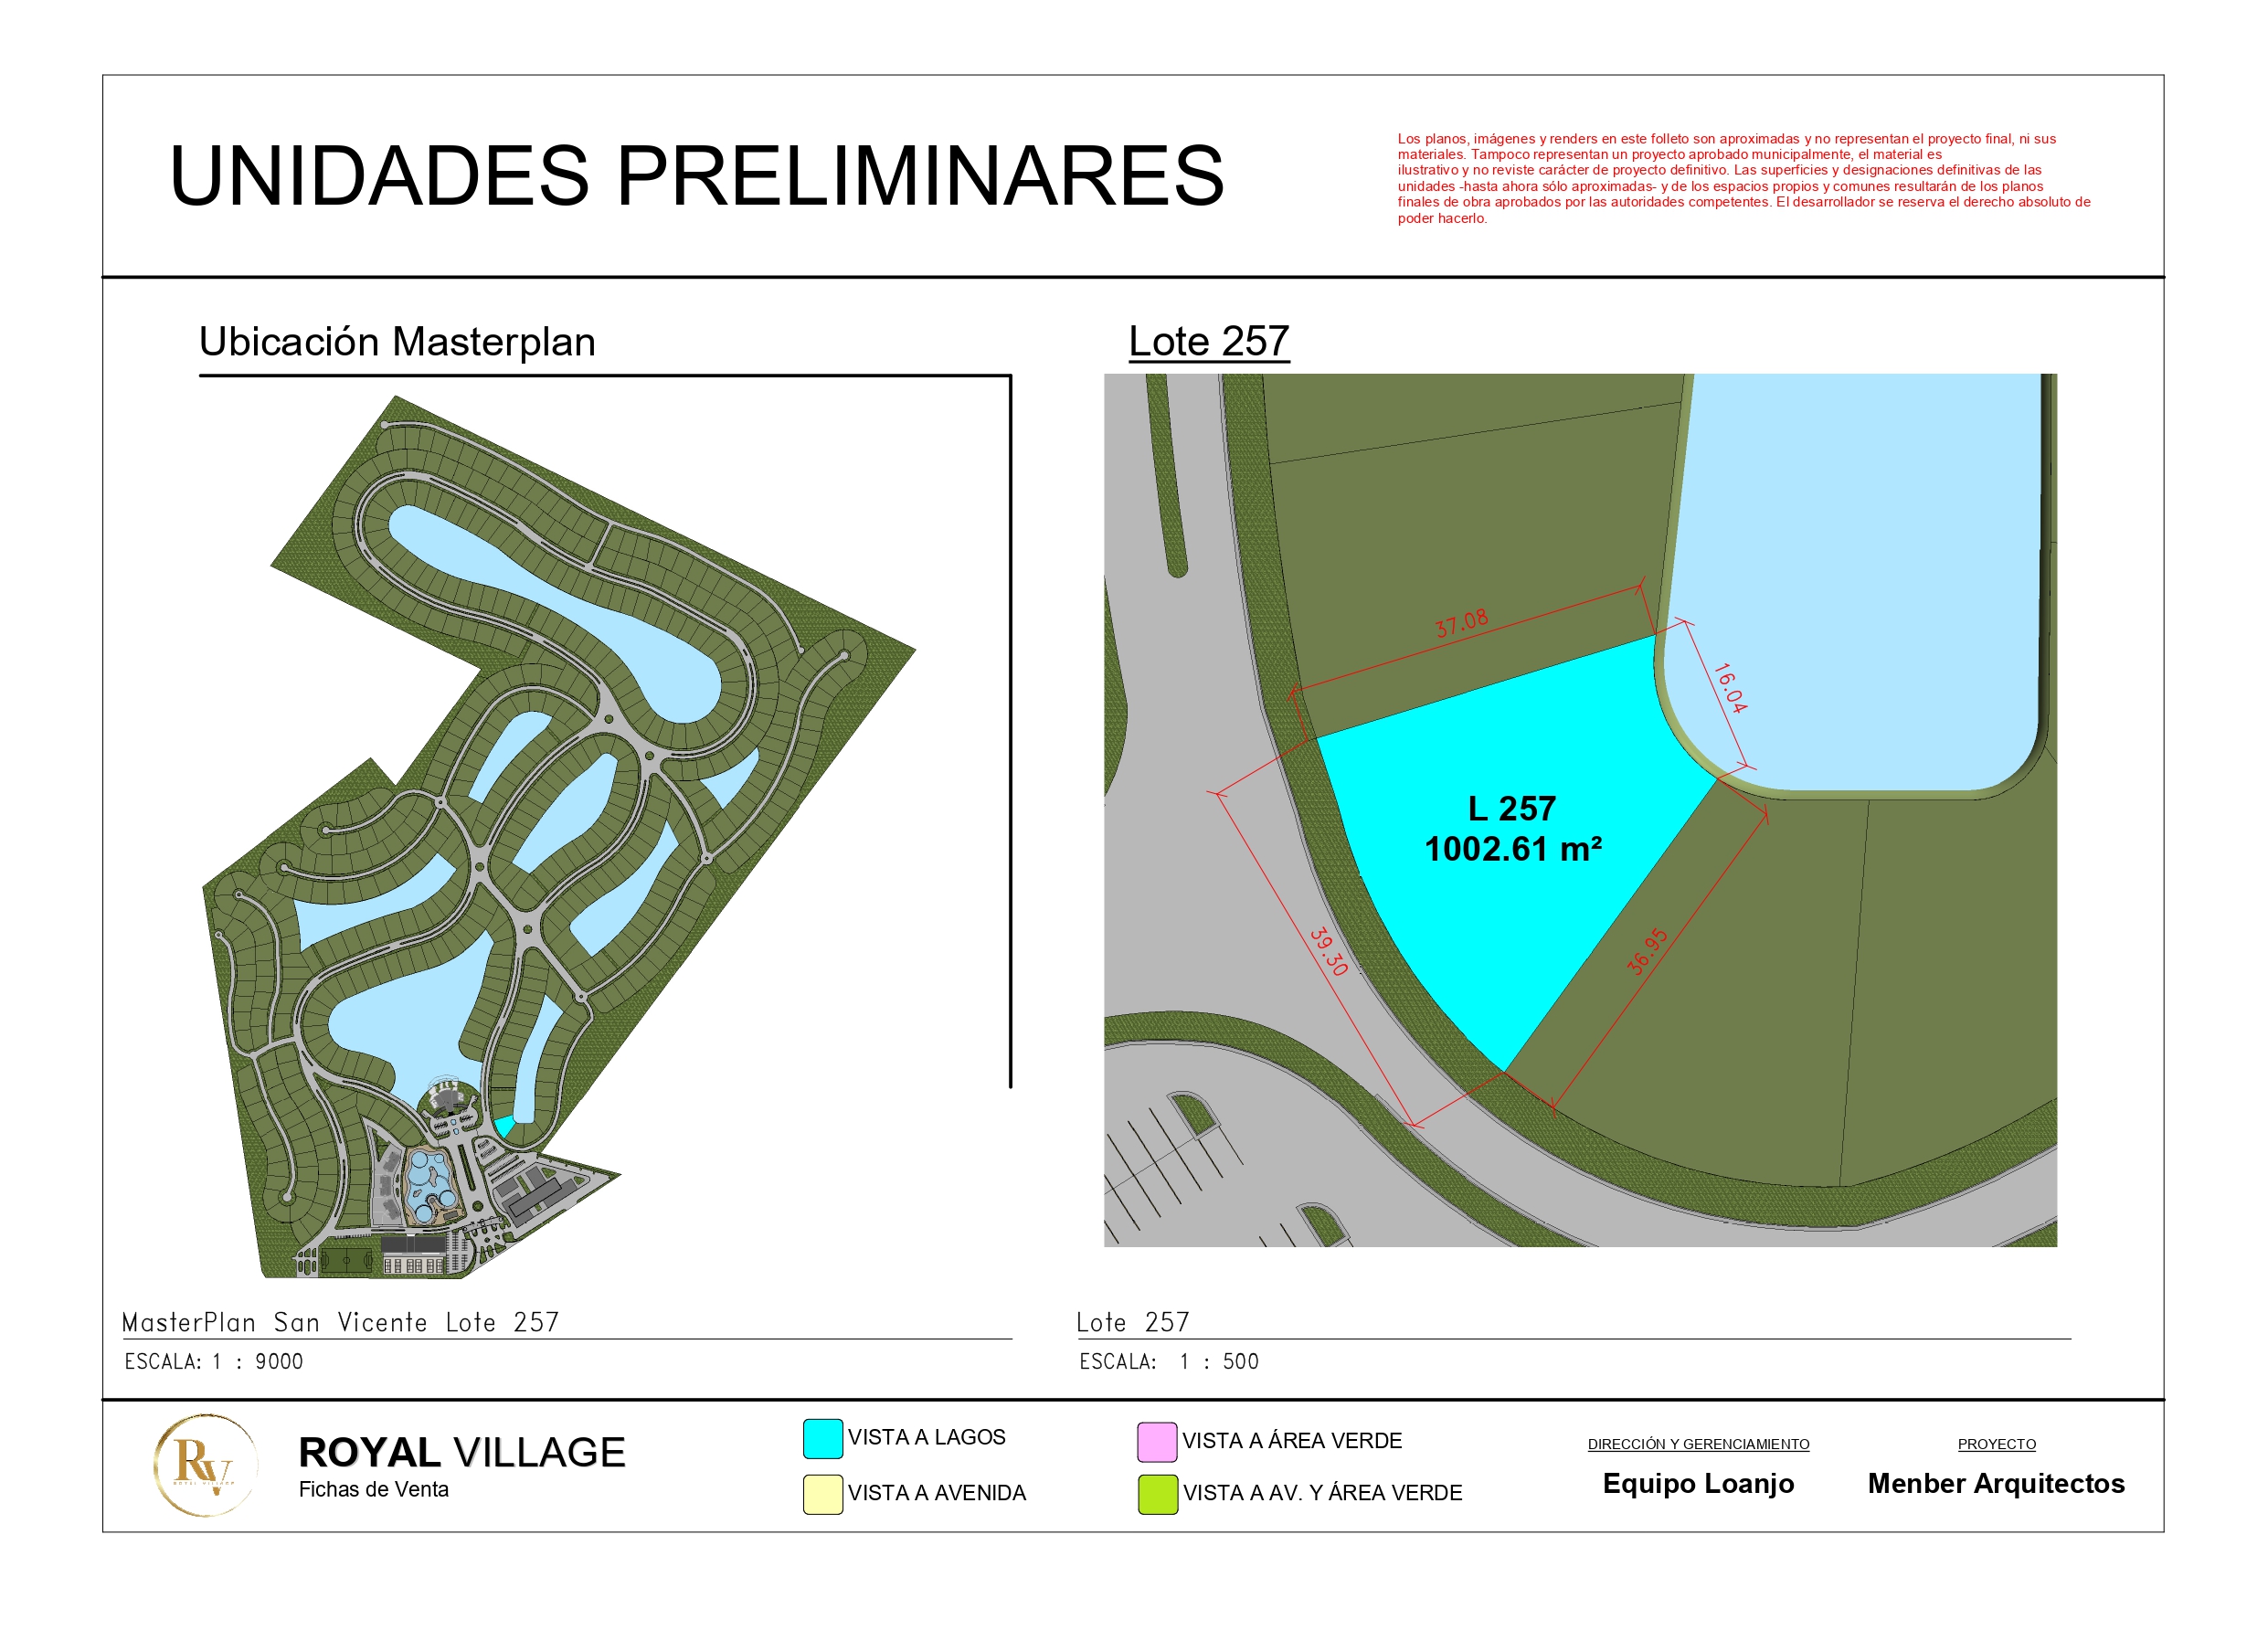 UNIDADES PRELIMINARES
Los planos, imágenes y renders en este folleto son aproximadas y no representan el proyecto final, ni sus
materiales. Tampoco representan un proyecto aprobado municipalmente, el material es
ilustrativo y no reviste carácter de proyecto definitivo. Las superficies y designaciones definitivas de las
unidades -hasta ahora sólo aproximadas- y de los espacios propios y comunes resultarán de los planos
finales de obra aprobados por las autoridades competentes. El desarrollador se reserva el derecho absoluto de
poder hacerlo.
Ubicación Masterplan
Lote 257
37.08
16.04
L 257
1002.61 m²
39.30
36.95
MasterPlan San Vicente Lote 257
ESCALA: 1 : 9000
Lote 257
ESCALA: 1 : 500
RV
ROYAL VILLAGE
ROYAL VILLAGE
Fichas de Venta
VISTA A LAGOS
VISTA A AVENIDA
VISTA A ÁREA VERDE
VISTA A AV. Y ÁREA VERDE
DIRECCIÓN Y GERENCIAMIENTO
Equipo Loanjo
PROYECTO
Menber Arquitectos